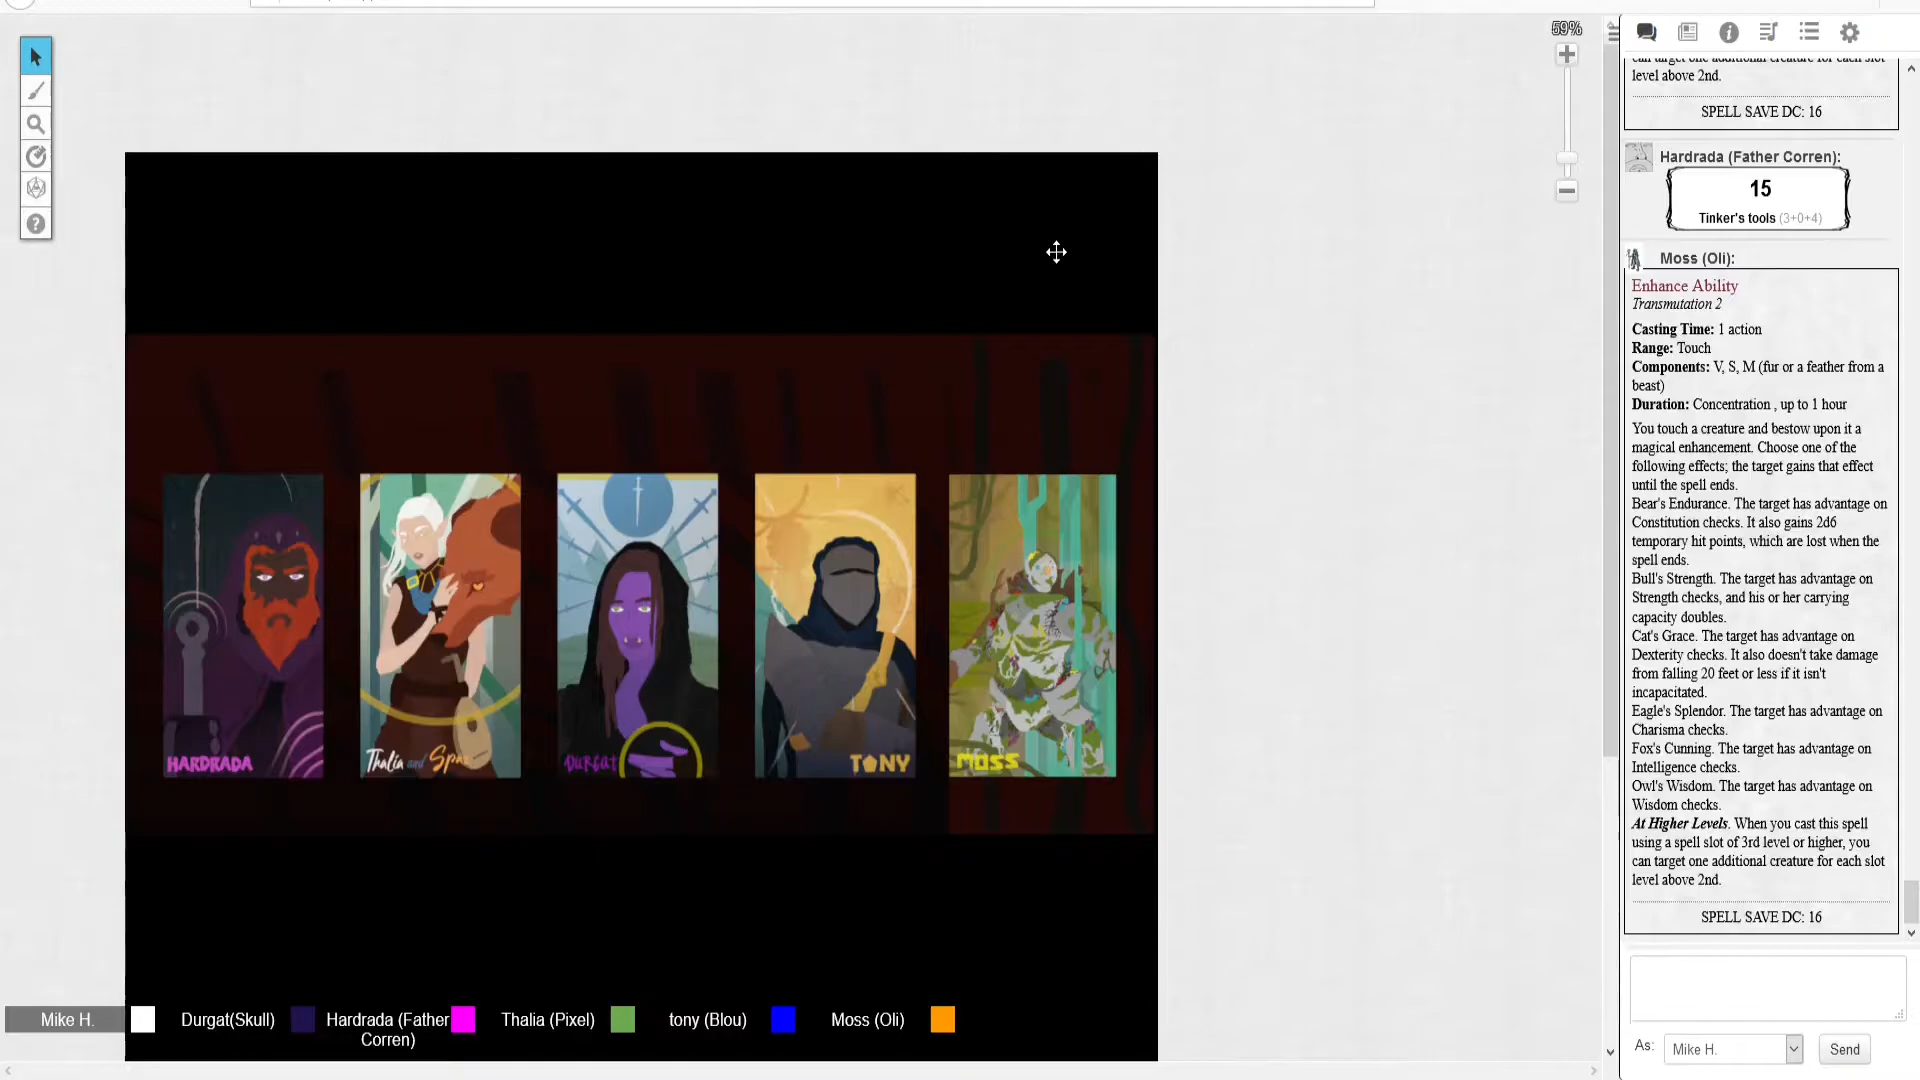 59%
can target one additional creature for each slot
level above 2nd.
SPELL SAVE DC: 16
Hardrada (Father Corren):
15
Tinker's tools (3+0+4)
Moss (Oli):
Enhance Ability
Transmutation 2
Casting Time: 1 action
Range: Touch
Components: V, S, M (fur or a feather from a
beast)
Duration: Concentration , up to 1 hour
You touch a creature and bestow upon it a
magical enhancement. Choose one of the
following effects; the target gains that effect
until the spell ends.
Bear's Endurance. The target has advantage on
Constitution checks. It also gains 2d6
temporary hit points, which are lost when the
spell ends.
Bull's Strength. The target has advantage on
Strength checks, and his or her carrying
capacity doubles.
Cat's Grace. The target has advantage on
Dexterity checks. It also doesn't take damage
from falling 20 feet or less if it isn't
incapacitated.
Eagle's Splendor. The target has advantage on
Charisma checks.
Fox's Cunning. The target has advantage on
Intelligence checks.
Owl's Wisdom. The target has advantage on
Wisdom checks.
At Higher Levels. When you cast this spell
using a spell slot of 3rd level or higher, you
can target one additional creature for each slot
level above 2nd.
SPELL SAVE DC: 16
As: Mike H. Send
HARDRADA
Thalia and
DURGAT
TONY
MOSS
Mike H. Durgat(Skull) Hardrada (Father Thalia (Pixel) tony (Blou) Moss (Oli)
Corren)